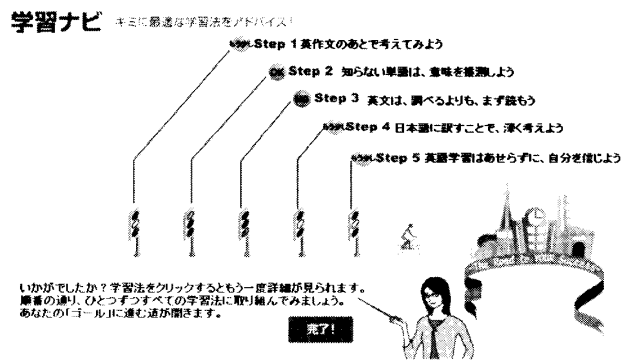 学習ナビ キミに最適な学習法をアドバイス!
Step 1 英作文のあとで考えてみよう
Step 2 知らない単語は、意味を推測しよう
Step 3 英文は、調べるよりも、まず読もう
Step 4 日本語に訳すことで、深く考えよう
Step 5 英語学習はあせらずに、自分を信じよう
いかがでしたか?学習法をクリックするともう一度詳細が見られます。
順番の通り、ひとつずつすべての学習法に取り組んでみましょう。
あなたの「ゴール」に進む道が開きます。
完了!